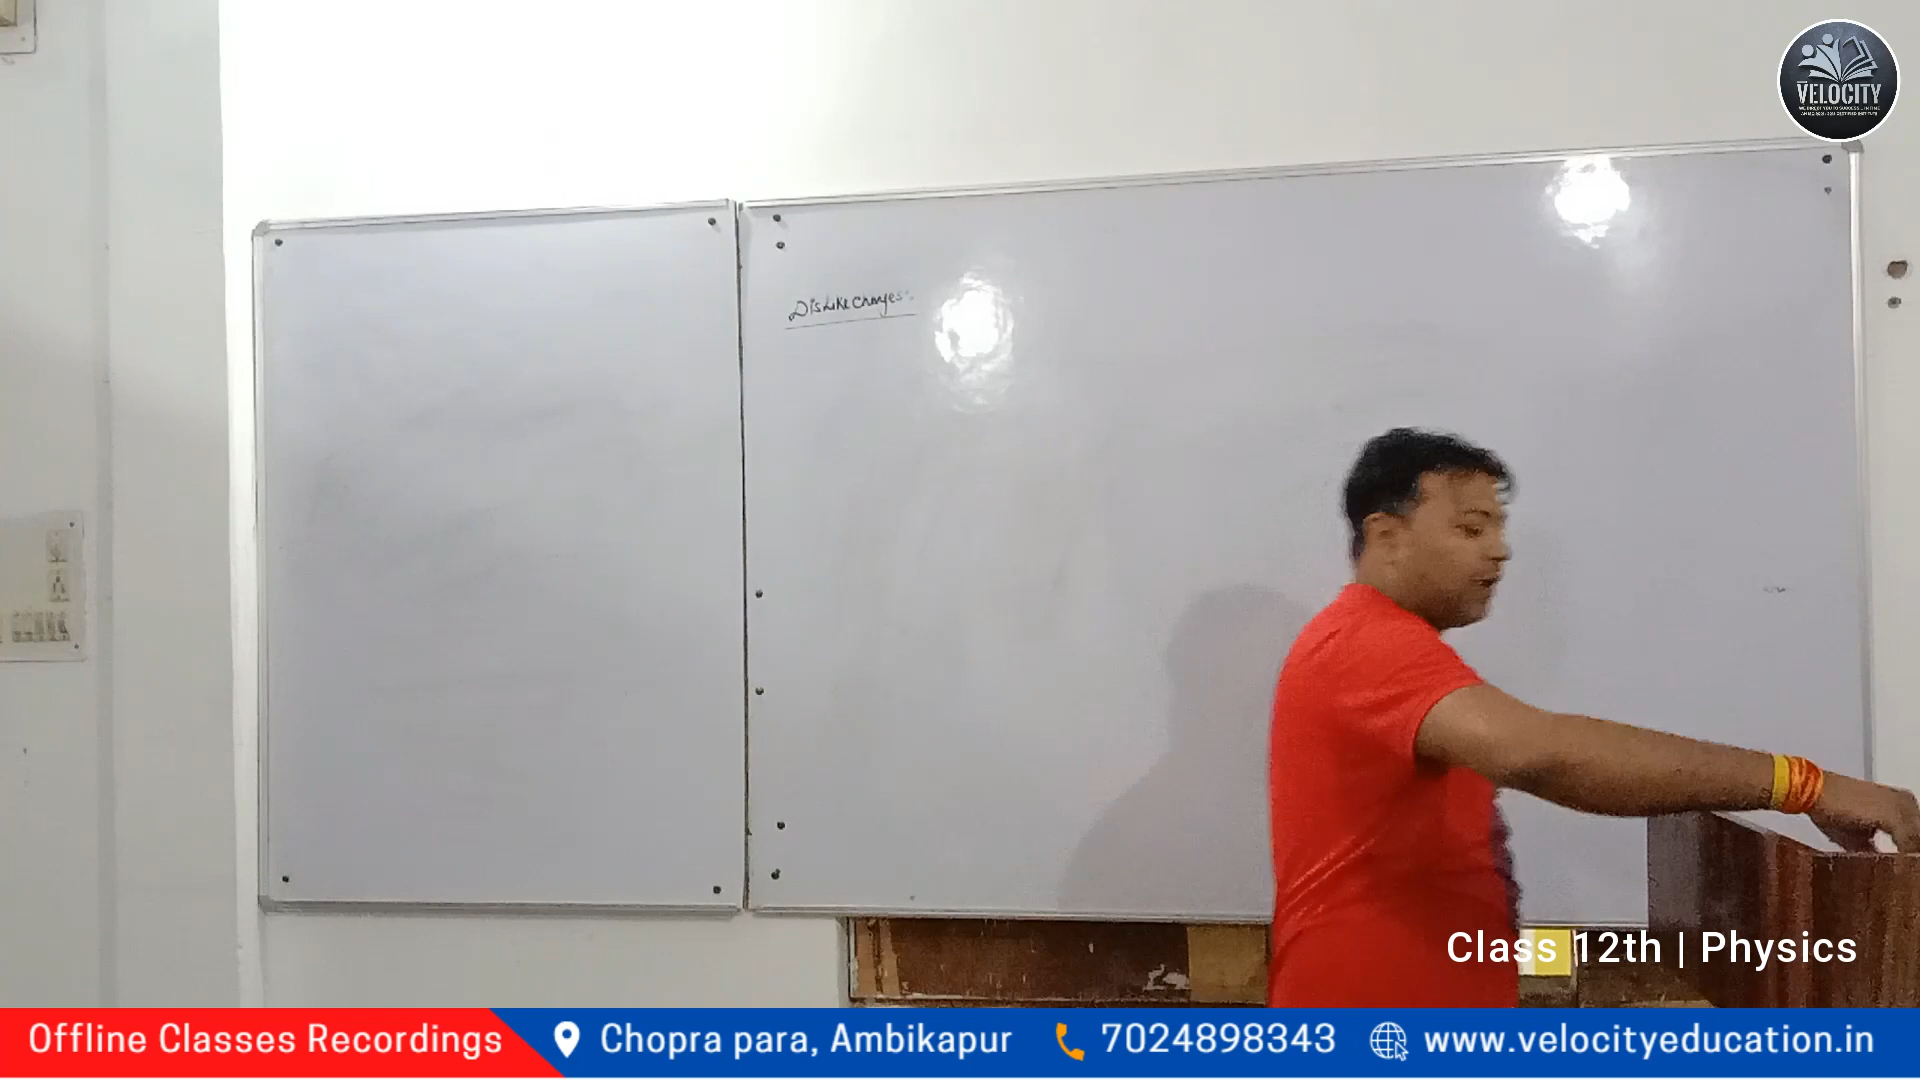 VELOCITY
Dislike charges:
Class 12th | Physics
Offline Classes Recordings
Chopra para, Ambikapur
7024898343
www.velocityeducation.in